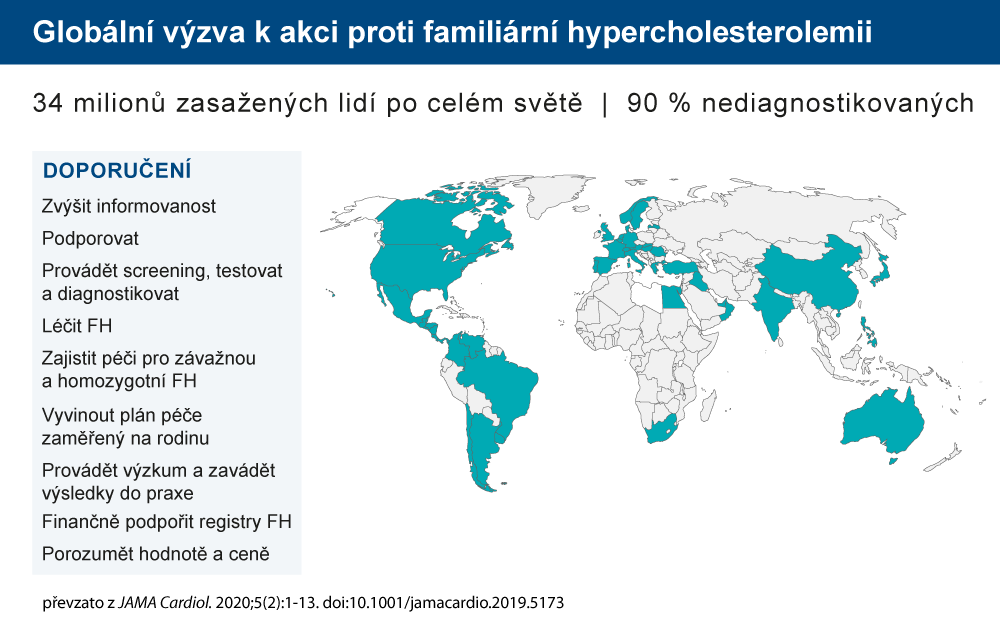 Globální výzva k akci proti familiární hypercholesterolemii
34 milionů zasažených lidí po celém světě | 90 % nediagnostikovaných
DOPORUČENÍ
Zvýšit informovanost
Podporovat
Provádět screening, testovat
a diagnostikovat
Léčit FH
Zajistit péči pro závažnou
a homozygotní FH
Vyvinout plán péče
zaměřený na rodinu
Provádět výzkum a zavádět
výsledky do praxe
Finančně podpořit registry FH
Porozumět hodnotě a ceně
převzato z JAMA Cardiol. 2020;5(2):1-13. doi:10.1001/jamacardio.2019.5173